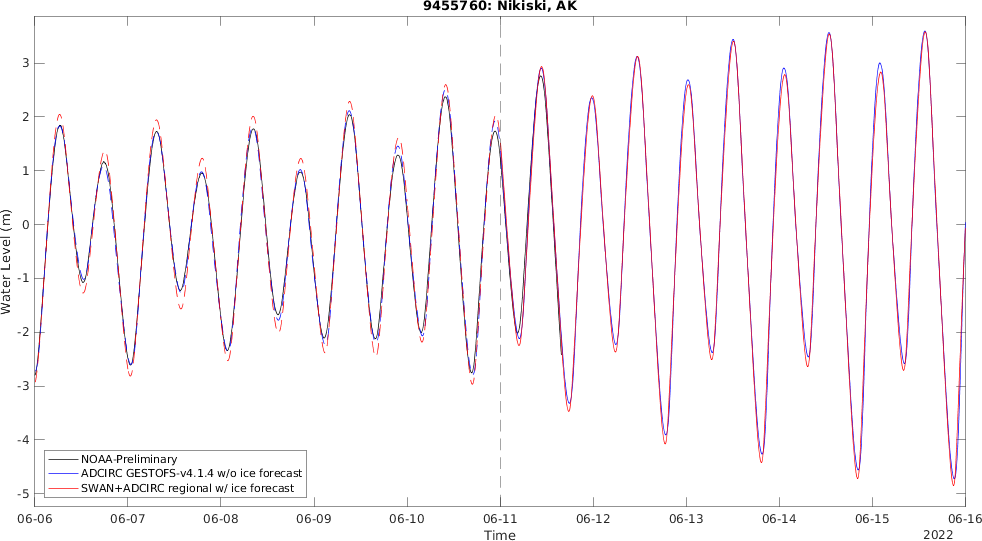 9455760: Nikiski, AK
Water Level (m)
3
2
1
0
-1
-2
-3
-4
-5
NOAA-Preliminary
ADCIRC GESTOFS-v4.1.4 w/o ice forecast
SWAN+ADCIRC regional w/ ice forecast
06-06 06-07 06-08 06-09 06-10 06-11 06-12 06-13 06-14 06-15 06-16
Time
2022